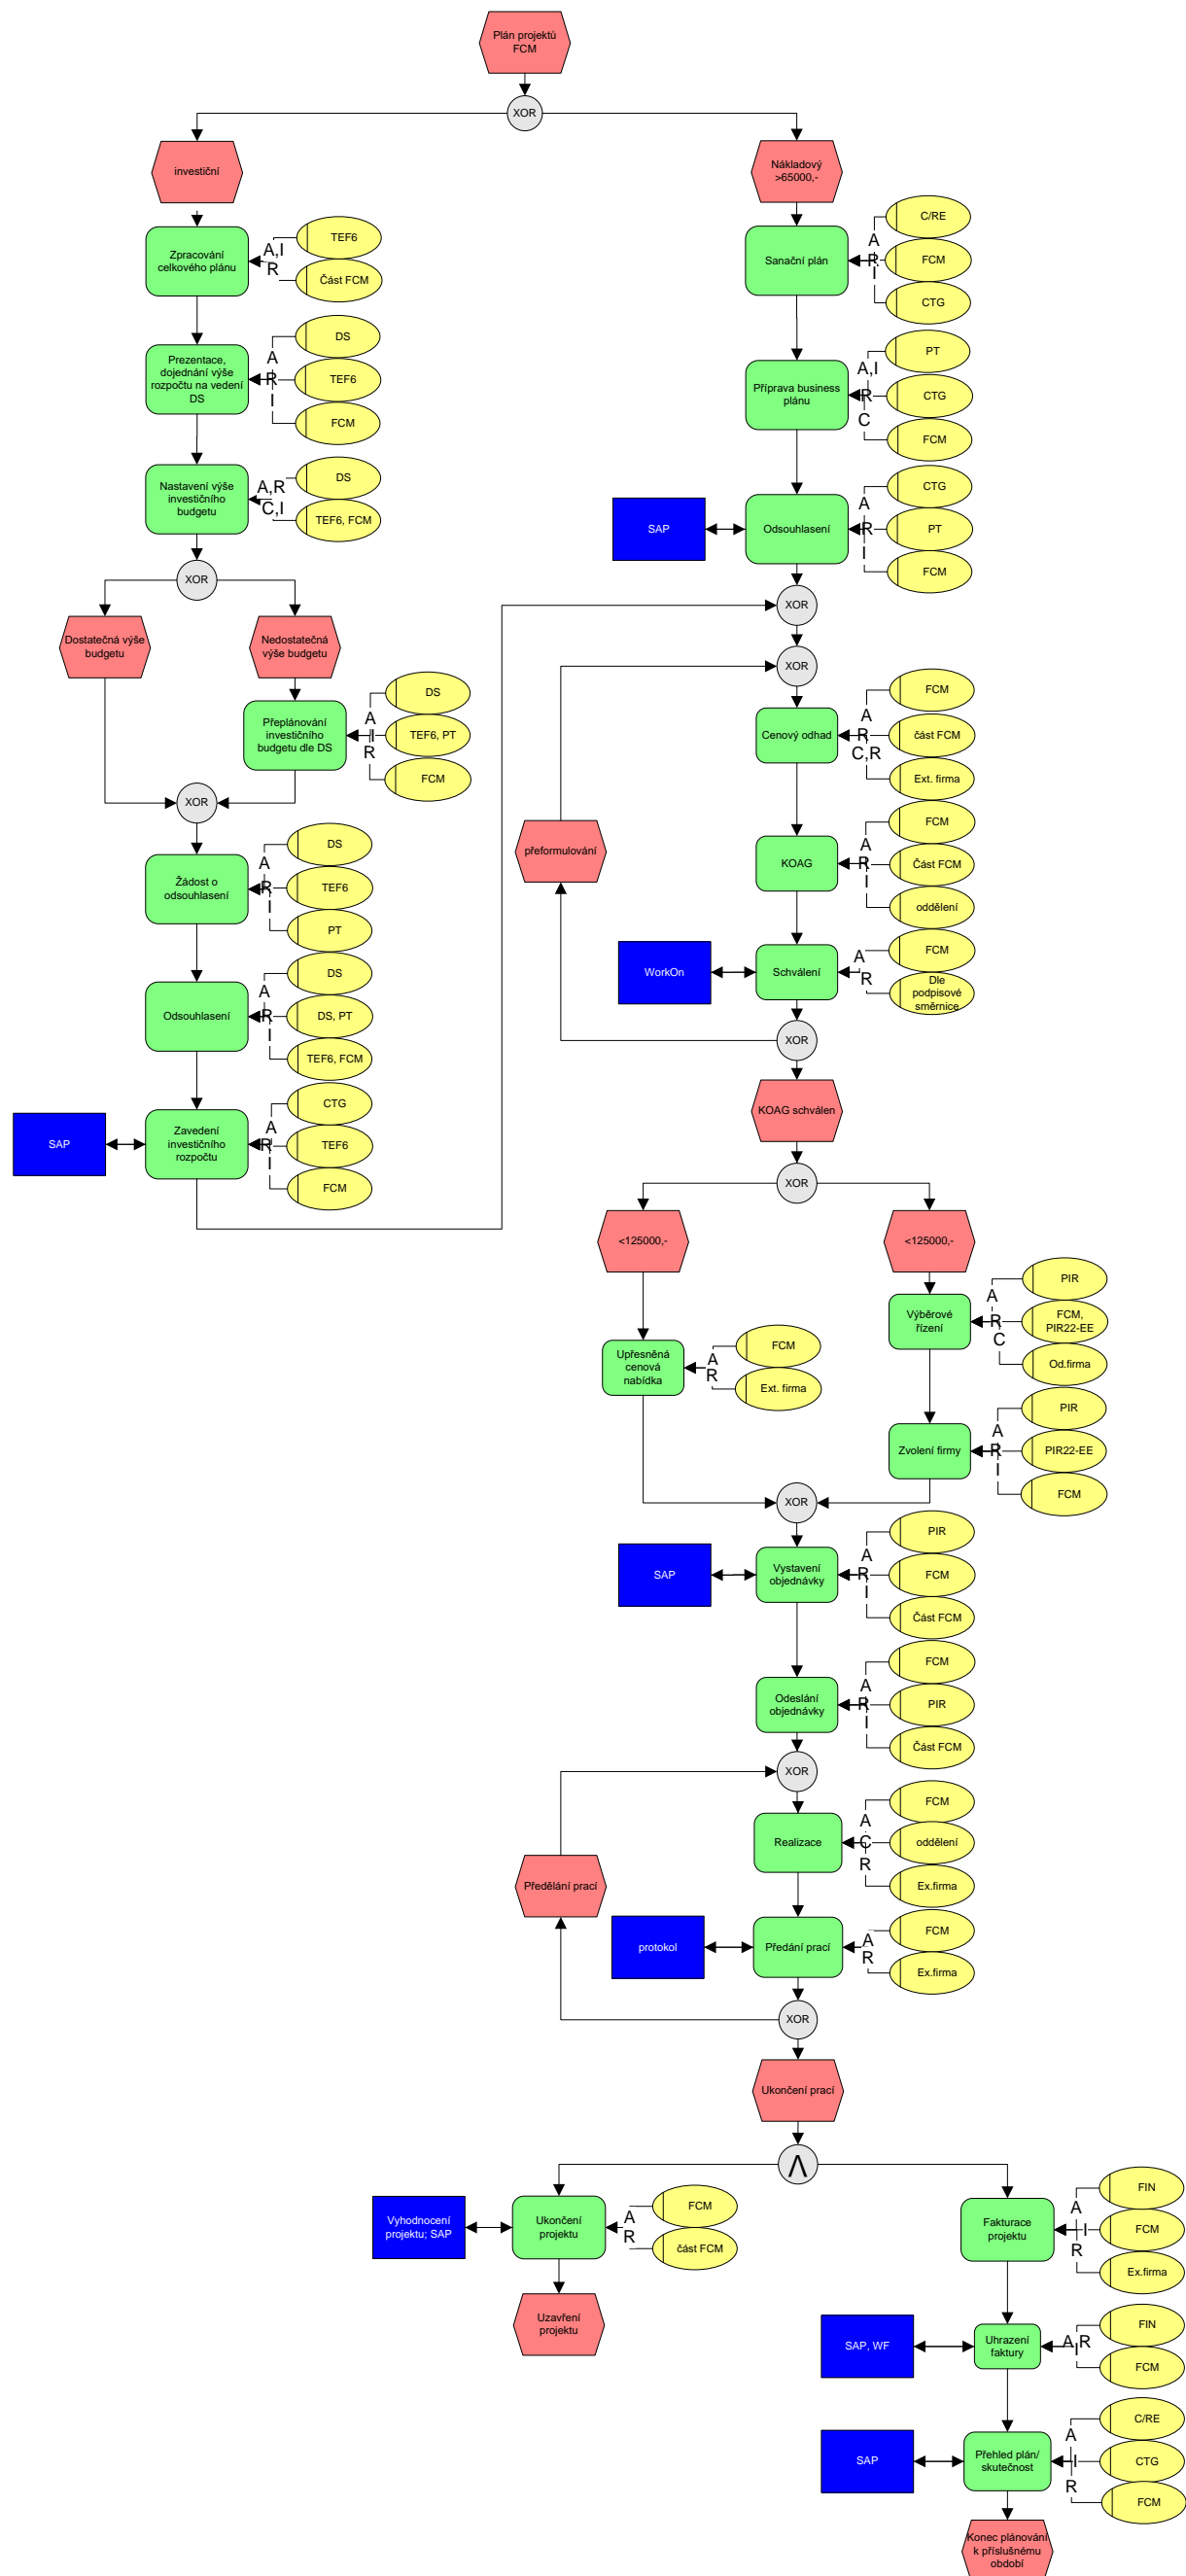 Plán projektů
FCM
XOR
investiční
Nákladový
>65000,-
Zpracování
celkového plánu
A,I
R
TEF6
Část FCM
Sanační plán
A
R
I
C/RE
FCM
CTG
Prezentace,
dojednání výše
rozpočtu na vedení
DS
A
R
I
DS
TEF6
FCM
Příprava business
plánu
A,I
R
C
PT
CTG
FCM
Nastavení výše
investičního
budgetu
A,R
C,I
DS
TEF6, FCM
SAP
Odsouhlasení
A
R
I
CTG
PT
FCM
XOR
XOR
Dostatečná výše
budgetu
Nedostatečná
výše budgetu
XOR
Přeplánování
investičního
budgetu dle DS
A
I
R
DS
TEF6, PT
FCM
Cenový odhad
A
R
C,R
FCM
část FCM
Ext. firma
XOR
Žádost o
odsouhlasení
A
R
I
DS
TEF6
PT
přeformulování
KOAG
A
R
I
FCM
Část FCM
oddělení
Odsouhlasení
A
R
I
DS
DS, PT
TEF6, FCM
WorkOn
Schválení
A
R
FCM
Dle
podpisové
směrnice
XOR
SAP
Zavedení
investičního
rozpočtu
A
R
I
CTG
TEF6
FCM
KOAG schválen
XOR
<125000,-
<125000,-
Výběrové
řízení
A
R
C
PIR
FCM,
PIR22-EE
Od.firma
Upřesněná
cenová
nabídka
A
R
FCM
Ext. firma
Zvolení firmy
A
R
I
PIR
PIR22-EE
FCM
XOR
SAP
Vystavení
objednávky
A
R
I
PIR
FCM
Část FCM
Odeslání
objednávky
A
R
I
FCM
PIR
Část FCM
XOR
Realizace
A
C
R
FCM
oddělení
Ex.firma
Předělání prací
protokol
Předání prací
A
R
FCM
Ex.firma
XOR
Ukončení prací
Λ
Vyhodnocení
projektu; SAP
Ukončení
projektu
A
R
FCM
část FCM
Fakturace
projektu
A
I
R
FIN
FCM
Ex.firma
Uzavření
projektu
SAP, WF
Uhrazení
faktury
A,R
I
FIN
FCM
SAP
Přehled plán/
skutečnost
A
I
R
C/RE
CTG
FCM
Konec plánování
k příslušnému
období